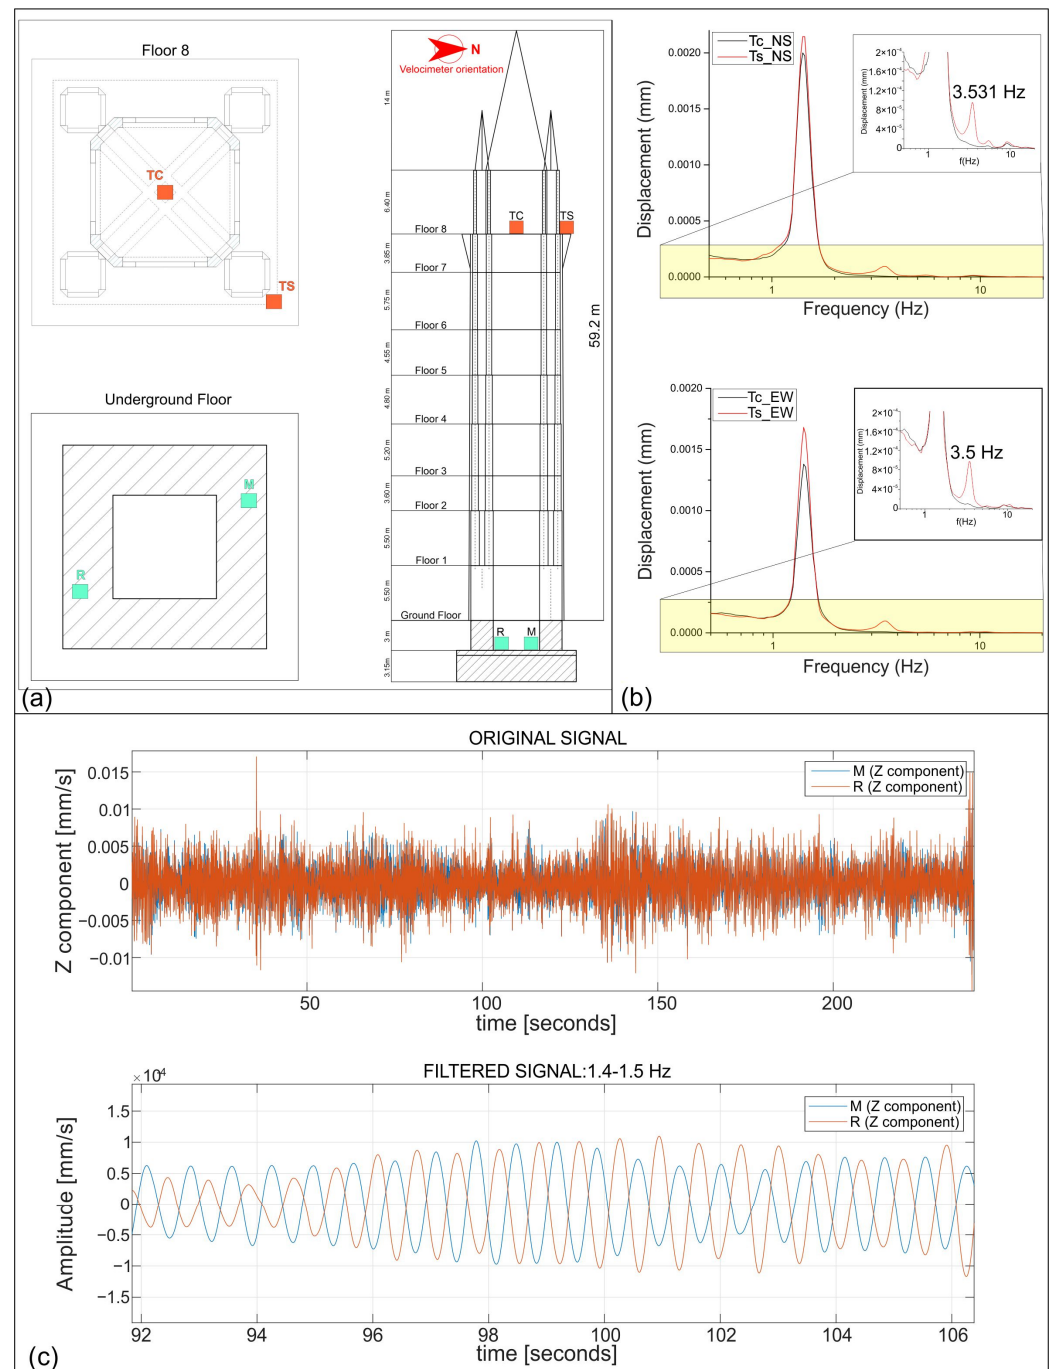 Floor 8
TC
TS
Underground Floor
M
R
(a)
N
Velocimeter orientation
14 m
6.40 m
3.85 m
5.75 m
4.55 m
4.80 m
5.20 m
3.60 m
5.50 m
5.50 m
3 m
3.15m
TC
TS
Floor 8
Floor 7
Floor 6
Floor 5
Floor 4
Floor 3
Floor 2
Floor 1
Ground Floor
R
M
59.2 m
Displacement (mm)
0.0020
0.0015
0.0010
0.0005
0.0000
Tc_NS
Ts_NS
Displacement (mm)
2×10⁻⁴
1.6×10⁻⁴
1.2×10⁻⁴
8×10⁻⁵
4×10⁻⁵
0
3.531 Hz
1
10
f(Hz)
1
10
Frequency (Hz)
Displacement (mm)
0.0020
0.0015
0.0010
0.0005
0.0000
Tc_EW
Ts_EW
Displacement (mm)
2×10⁻⁴
1.6×10⁻⁴
1.2×10⁻⁴
8×10⁻⁵
4×10⁻⁵
0
3.5 Hz
1
10
f(Hz)
1
10
Frequency (Hz)
(b)
ORIGINAL SIGNAL
Z component [mm/s]
0.015
0.01
0.005
0
−0.005
−0.01
M (Z component)
R (Z component)
50
100
150
200
time [seconds]
× 10⁴
FILTERED SIGNAL:1.4-1.5 Hz
Amplitude [mm/s]
1.5
1
0.5
0
−0.5
−1
−1.5
M (Z component)
R (Z component)
92
94
96
98
100
102
104
106
time [seconds]
(c)